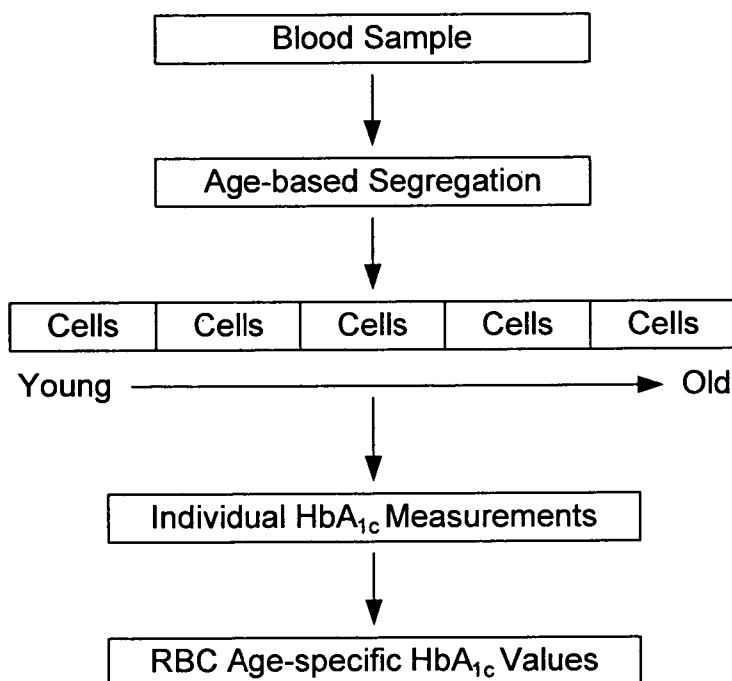 Blood Sample
Age-based Segregation
Cells Cells Cells Cells Cells
Young Old
Individual HbA₁c Measurements
RBC Age-specific HbA₁c Values